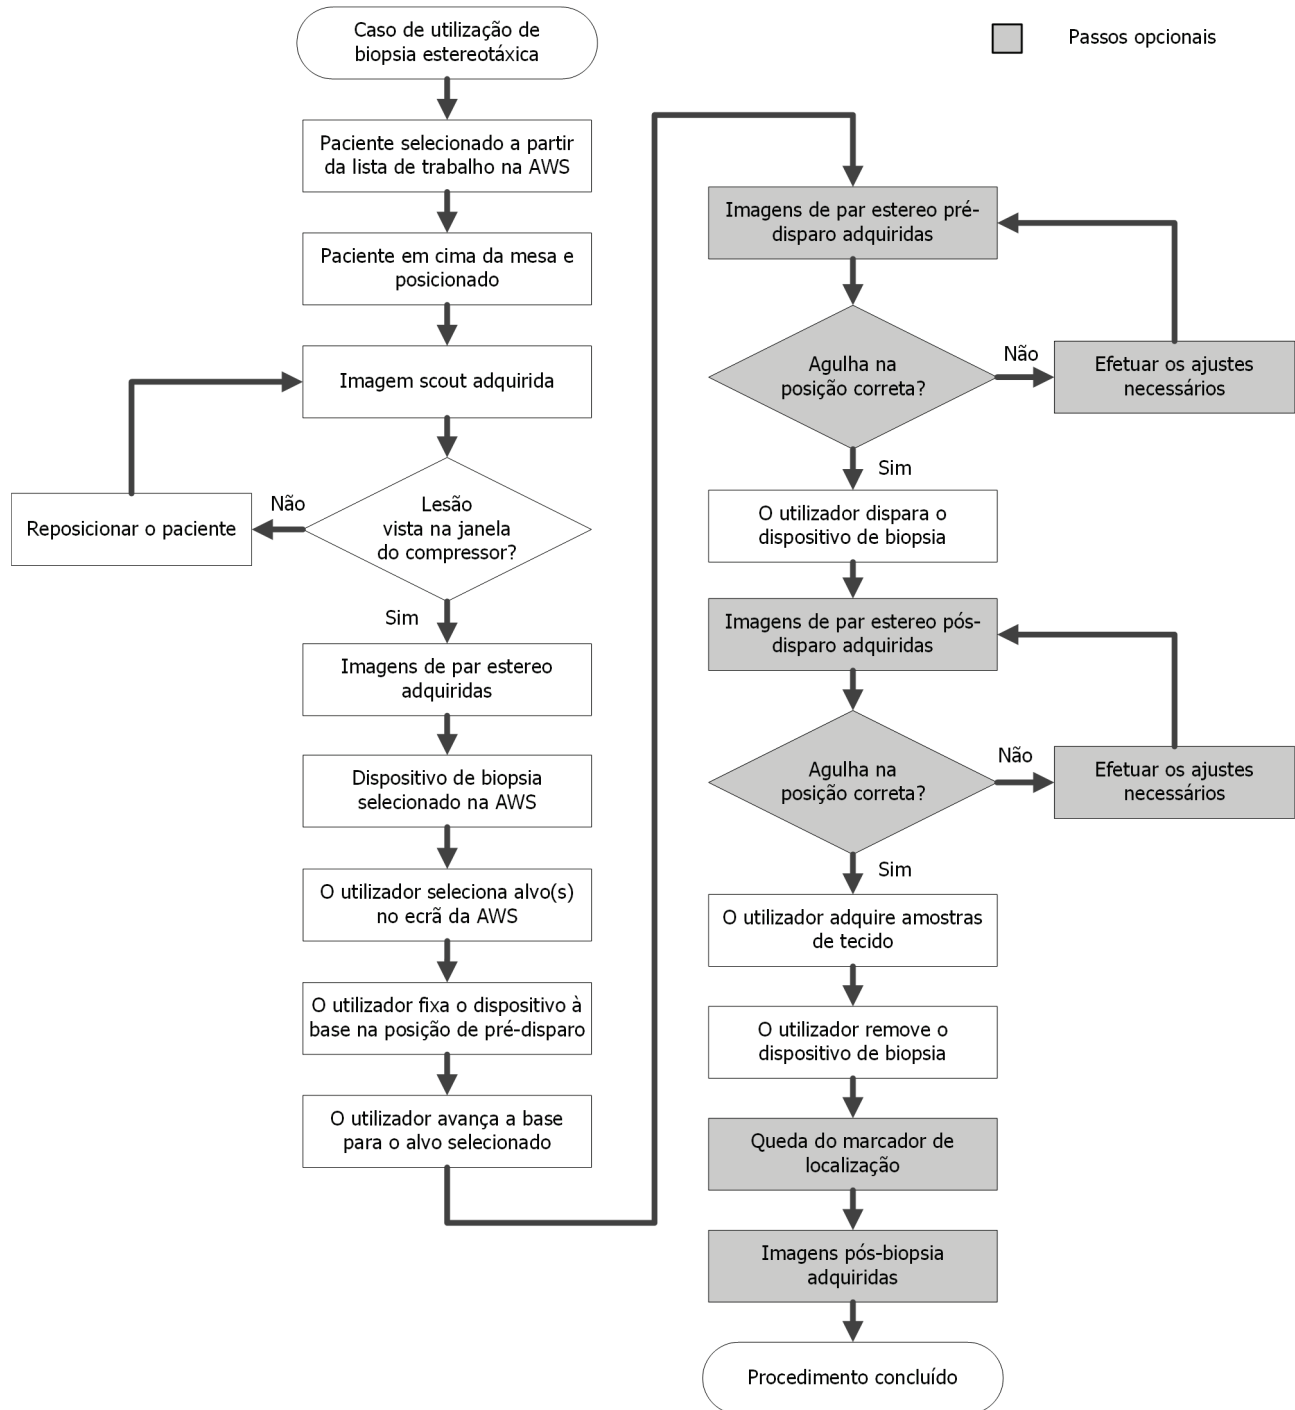 Caso de utilização de
biopsia estereotáxica
Passos opcionais
Paciente selecionado a partir
da lista de trabalho na AWS
Paciente em cima da mesa e
posicionado
Imagem scout adquirida
Lesão
vista na janela
do compressor?
Não
Reposicionar o paciente
Sim
Imagens de par estereo
adquiridas
Dispositivo de biopsia
selecionado na AWS
O utilizador seleciona alvo(s)
no ecrã da AWS
O utilizador fixa o dispositivo à
base na posição de pré-disparo
O utilizador avança a base
para o alvo selecionado
Imagens de par estereo pré-
disparo adquiridas
Agulha na
posição correta?
Não
Efetuar os ajustes
necessários
Sim
O utilizador dispara o
dispositivo de biopsia
Imagens de par estereo pós-
disparo adquiridas
Agulha na
posição correta?
Não
Efetuar os ajustes
necessários
Sim
O utilizador adquire amostras
de tecido
O utilizador remove o
dispositivo de biopsia
Queda do marcador de
localização
Imagens pós-biopsia
adquiridas
Procedimento concluído